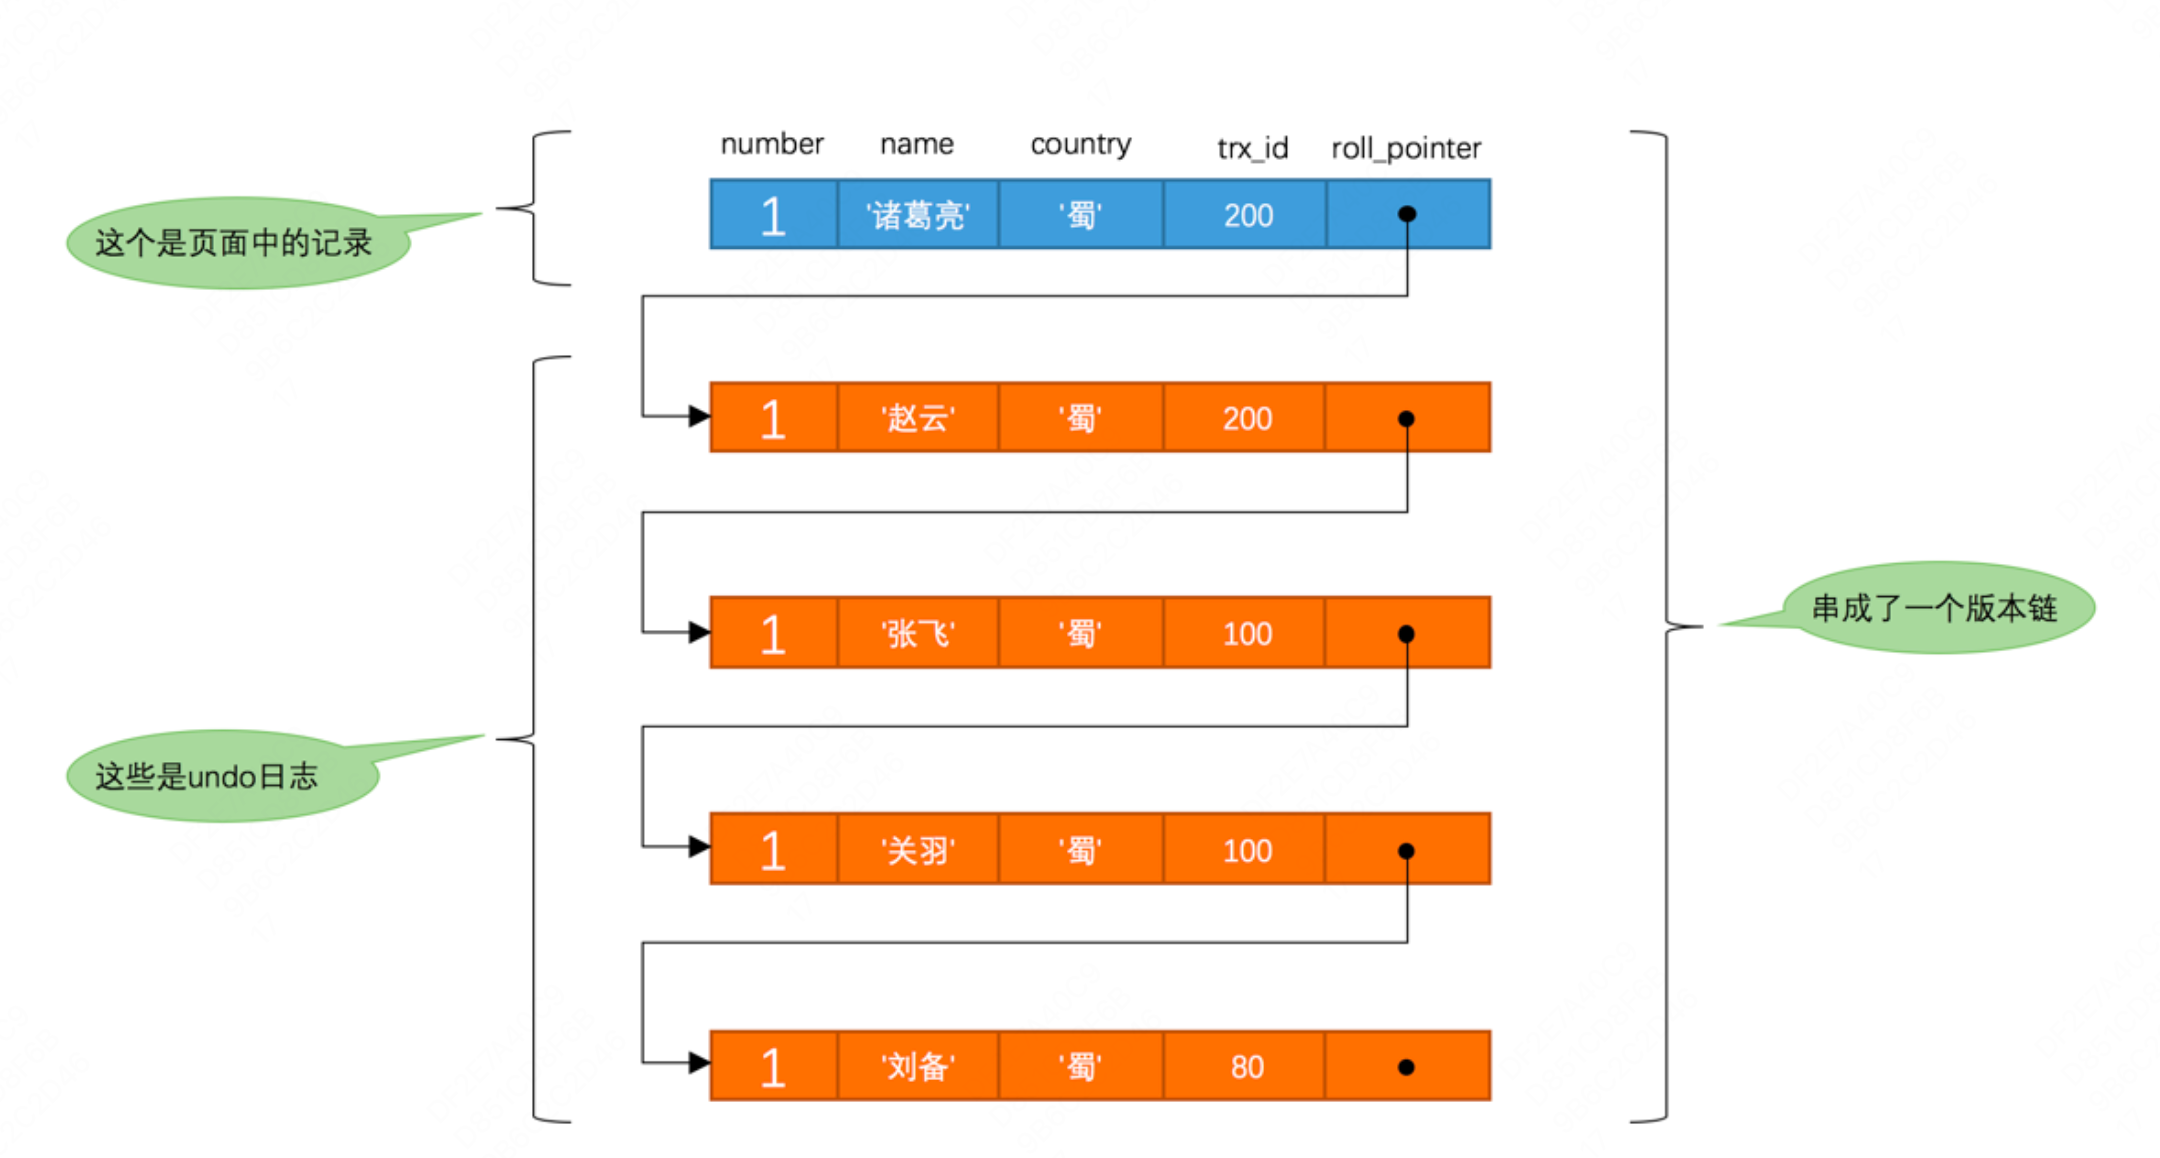 number name country trx_id roll_pointer
1 '诸葛亮' '蜀' 200
这个是页面中的记录
1 '赵云' '蜀' 200
1 '张飞' '蜀' 100
串成了一个版本链
这些是undo日志
1 '关羽' '蜀' 100
1 '刘备' '蜀' 80